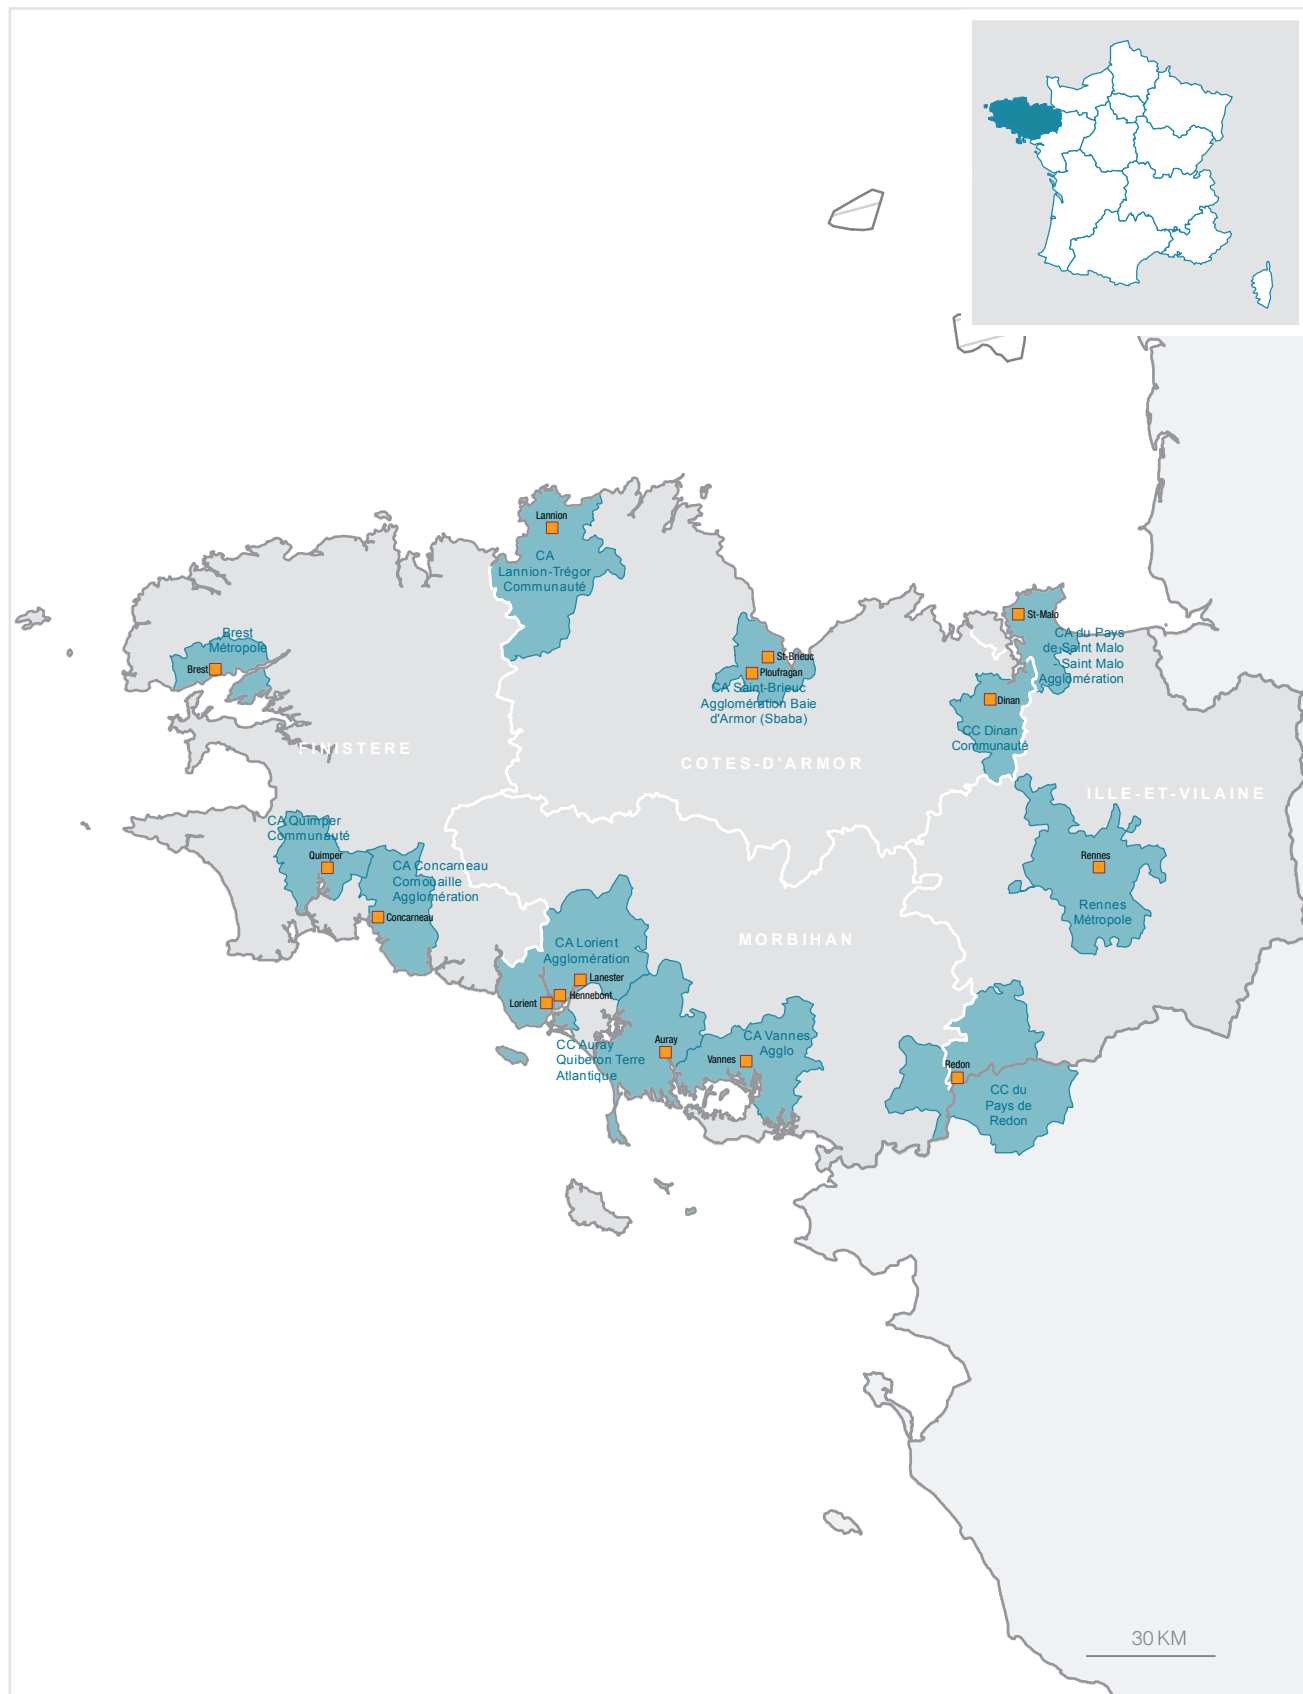 Lannion
CA
Lannion-Trégor
Communauté
St-Malo
CA du Pays
de Saint Malo
- Saint Malo
Agglomération
Brest
Métropole
Brest
St-Brieuc
Ploufragan
CA Saint-Brieuc
Agglomération Baie
d'Armor (Sbaba)
Dinan
CC Dinan
Communauté
FINISTERE
COTES-D'ARMOR
ILLE-ET-VILAINE
CA Quimper
Communauté
Quimper
CA Concarneau
Cornouaille
Agglomération
Concarneau
Rennes
Rennes
Métropole
MORBIHAN
CA Lorient
Agglomération
Lanester
Hennebont
Lorient
CC Auray
Quiberon Terre
Atlantique
Auray
Vannes
CA Vannes
Agglo
Redon
CC du
Pays de
Redon
30 KM